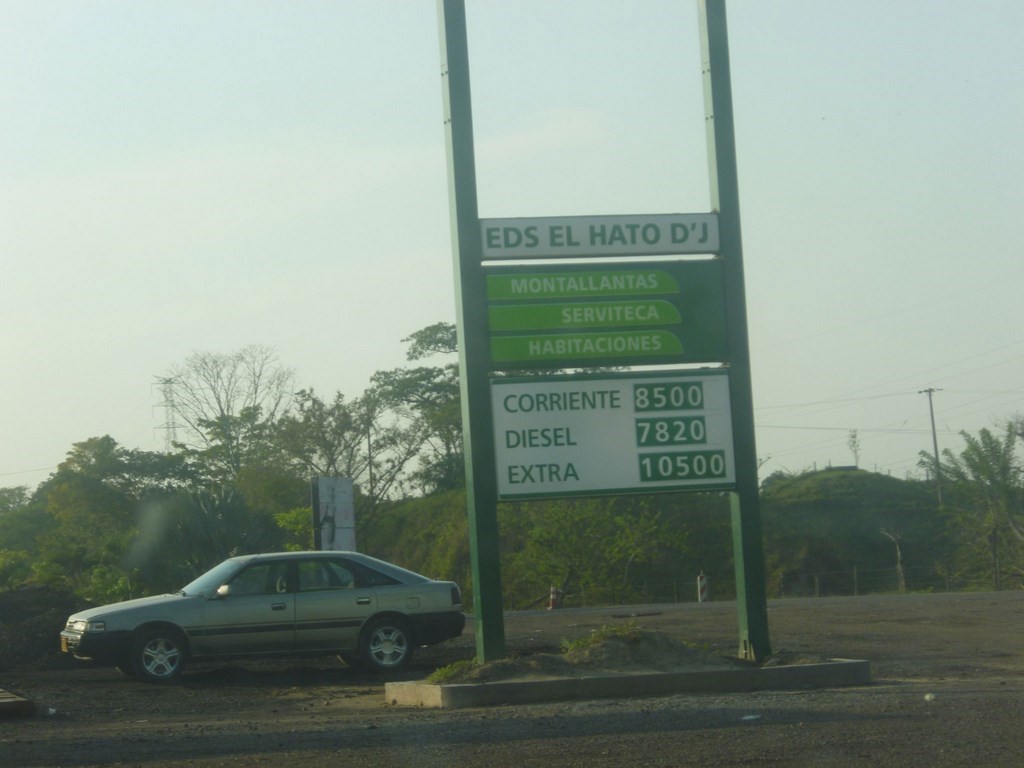 EDS EL HATO D'J
MONTALLANTAS
SERVITECA
HABITACIONES
CORRIENTE 8500
DIESEL 7820
EXTRA 10500